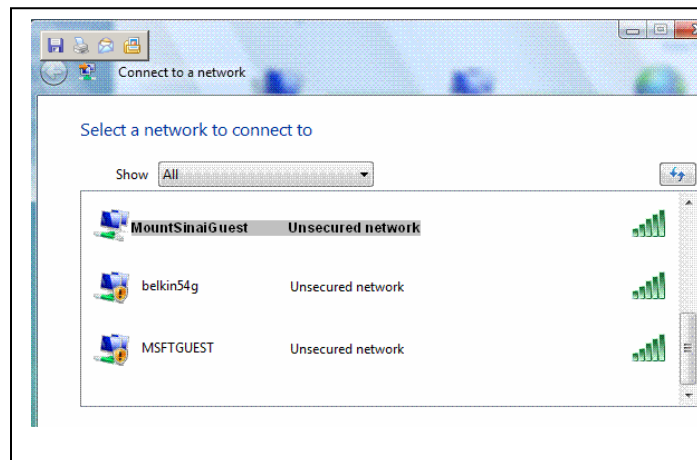 Connect to a network
Select a network to connect to
Show All
MountSinaiGuest Unsecured network
belkin54g Unsecured network
MSFTGUEST Unsecured network